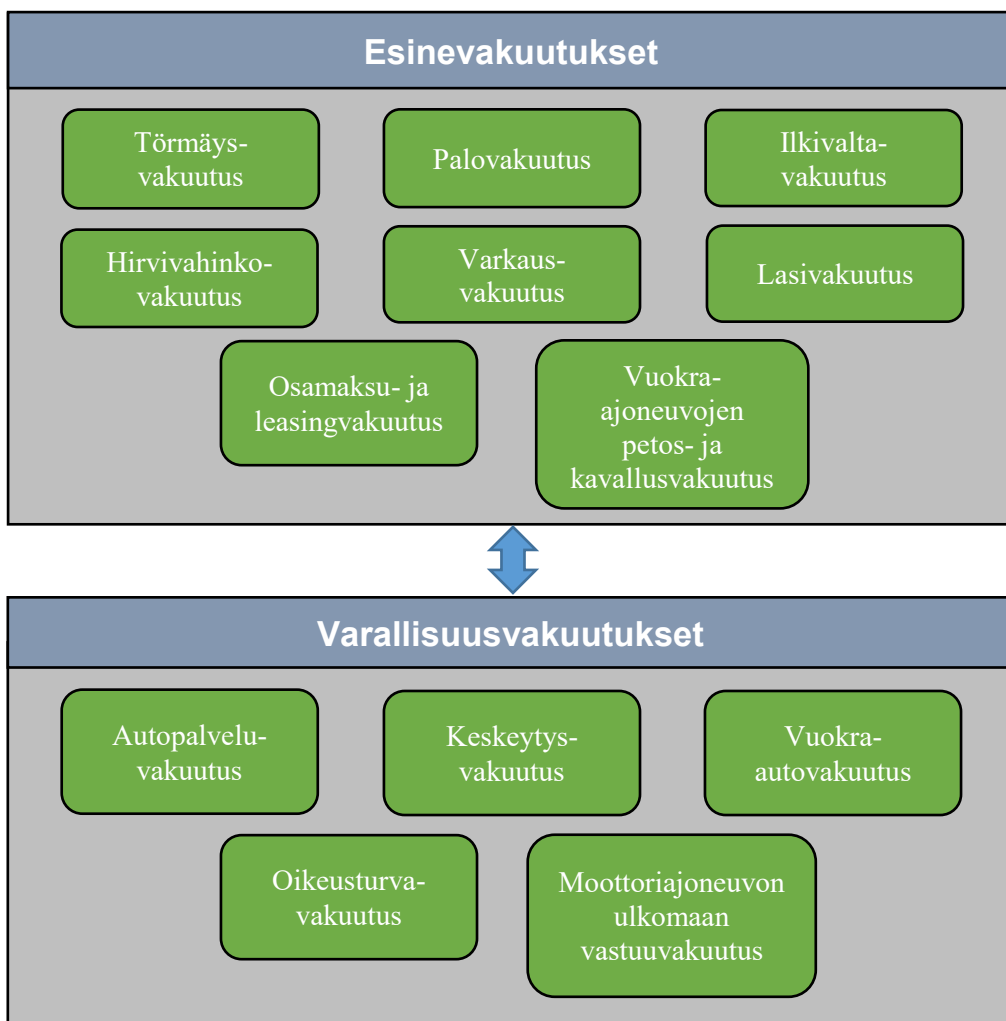 Esinevakuutukset
Törmäys-
vakuutus
Palovakuutus
Ilkivalta-
vakuutus
Hirvivahinko-
vakuutus
Varkaus-
vakuutus
Lasivakuutus
Osamaksu- ja
leasingvakuutus
Vuokra-
ajoneuvojen
petos- ja
kavallusvakuutus
Varallisuusvakuutukset
Autopalvelu-
vakuutus
Keskeytys-
vakuutus
Vuokra-
autovakuutus
Oikeusturva-
vakuutus
Moottoriajoneuvon
ulkomaan
vastuuvakuutus